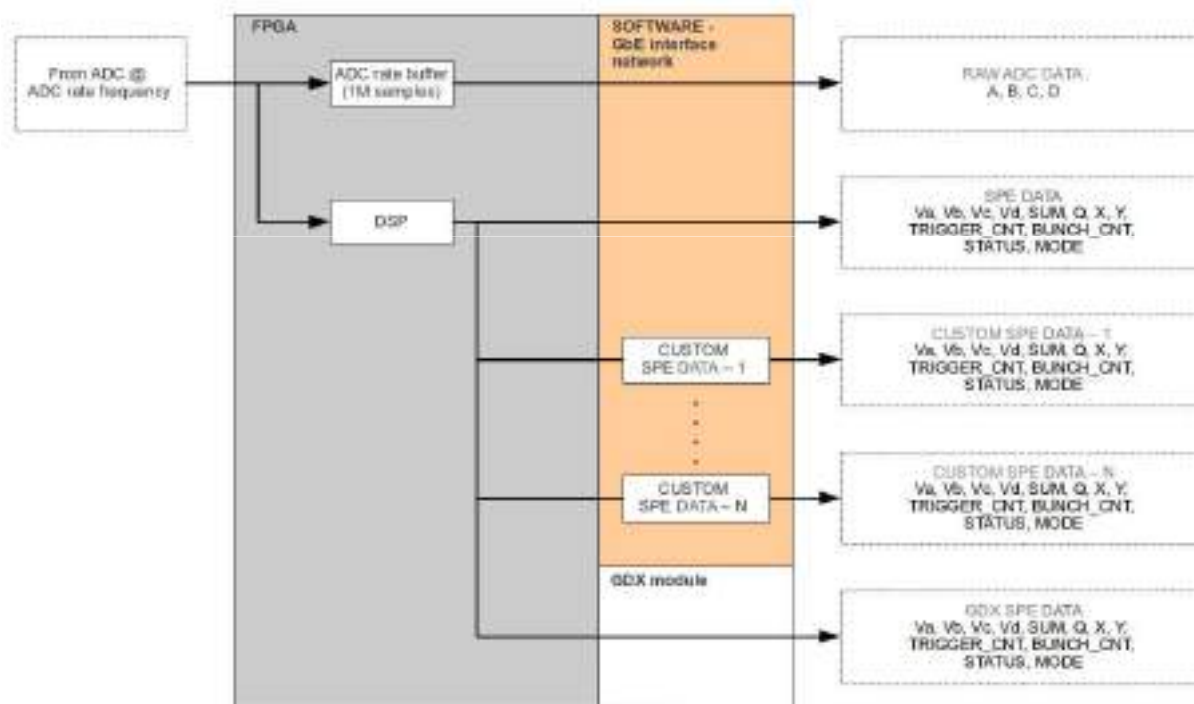 FPGA
SOFTWARE -
GbE interface
network
From ADC @
ADC rate frequency
ADC rate buffer
(1M samples)
RAW ADC DATA
A, B, C, D
DSP
SPE DATA
Va, Vb, Vc, Vd, SUM, Q, X, Y,
TRIGGER_CNT, BUNCH_CNT,
STATUS, MODE
CUSTOM
SPE DATA – 1
CUSTOM SPE DATA – 1
Va, Vb, Vc, Vd, SUM, Q, X, Y,
TRIGGER_CNT, BUNCH_CNT,
STATUS, MODE
CUSTOM
SPE DATA – N
CUSTOM SPE DATA – N
Va, Vb, Vc, Vd, SUM, Q, X, Y,
TRIGGER_CNT, BUNCH_CNT,
STATUS, MODE
GDX module
GDX SPE DATA
Va, Vb, Vc, Vd, SUM, Q, X, Y,
TRIGGER_CNT, BUNCH_CNT,
STATUS, MODE